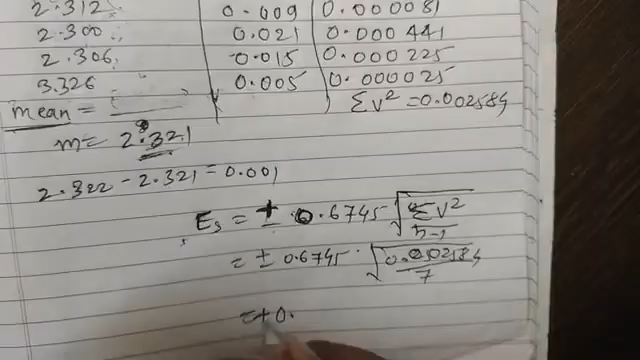 2.312 0.009 0.000081
2.300 0.021 0.000441
2.306 0.015 0.000225
3.326 0.005 0.000025
mean = Σv² = 0.002584
m = 2.321
2.322 - 2.321 = 0.001
Es = ± 0.6745 √(Σv²/n-1)
= ± 0.6745 √(0.002584/7)
= ± 0.